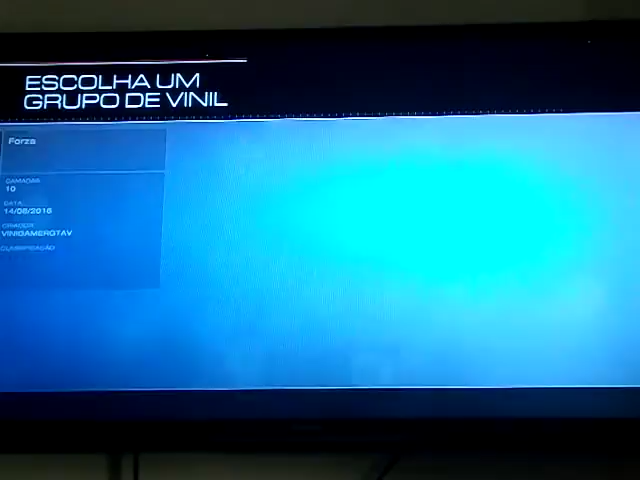 ESCOLHA UM
GRUPO DE VINIL
Forza
CAMADAS
10
DATA
14/08/2016
CRIADOR
VINIGAMERGTAV
CLASSIFICAÇÃO